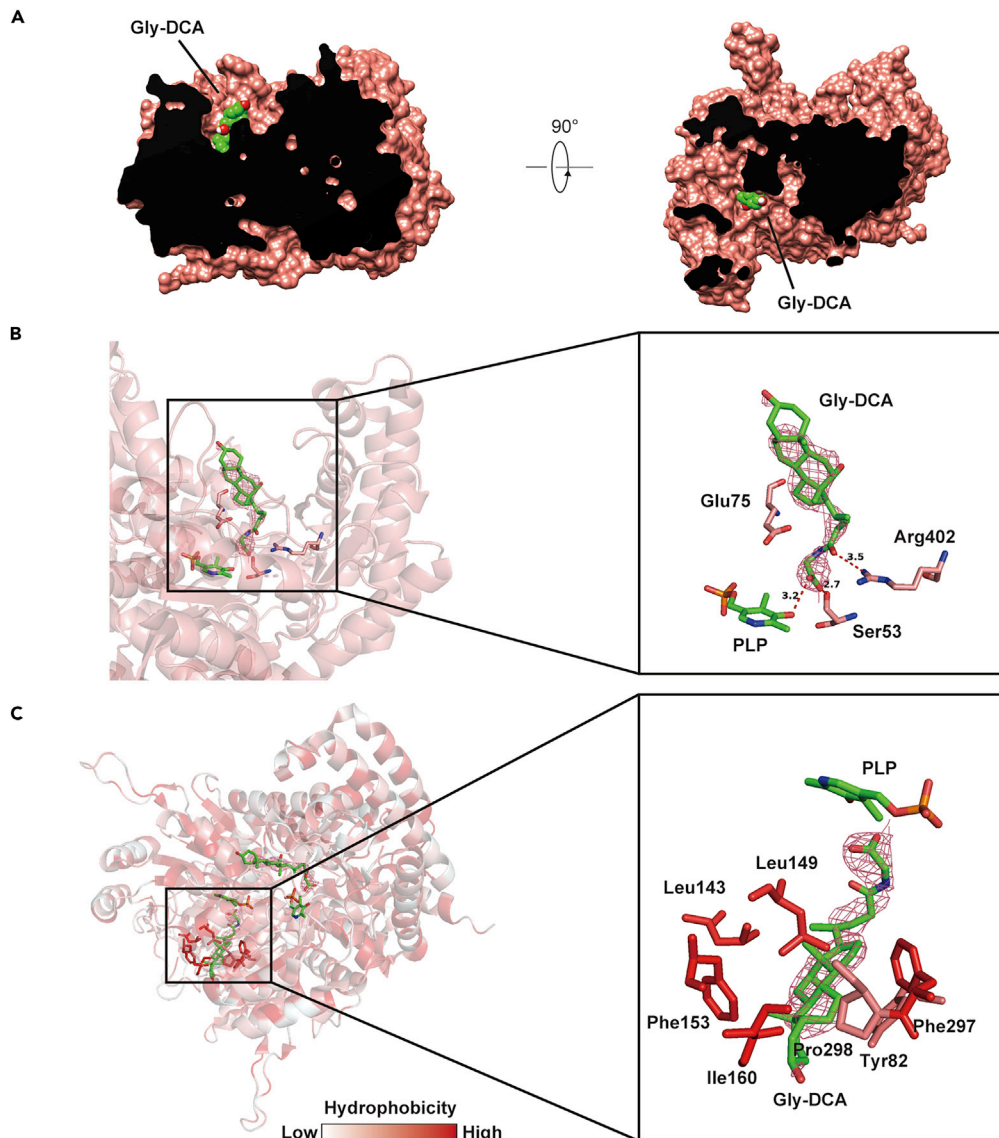 A
Gly-DCA
90°
Gly-DCA
B
Gly-DCA
Glu75
Arg402
3.5
2.7
3.2
Ser53
PLP
C
PLP
Leu149
Leu143
Phe153
Phe297
Pro298
Tyr82
Ile160
Gly-DCA
Hydrophobicity
Low High